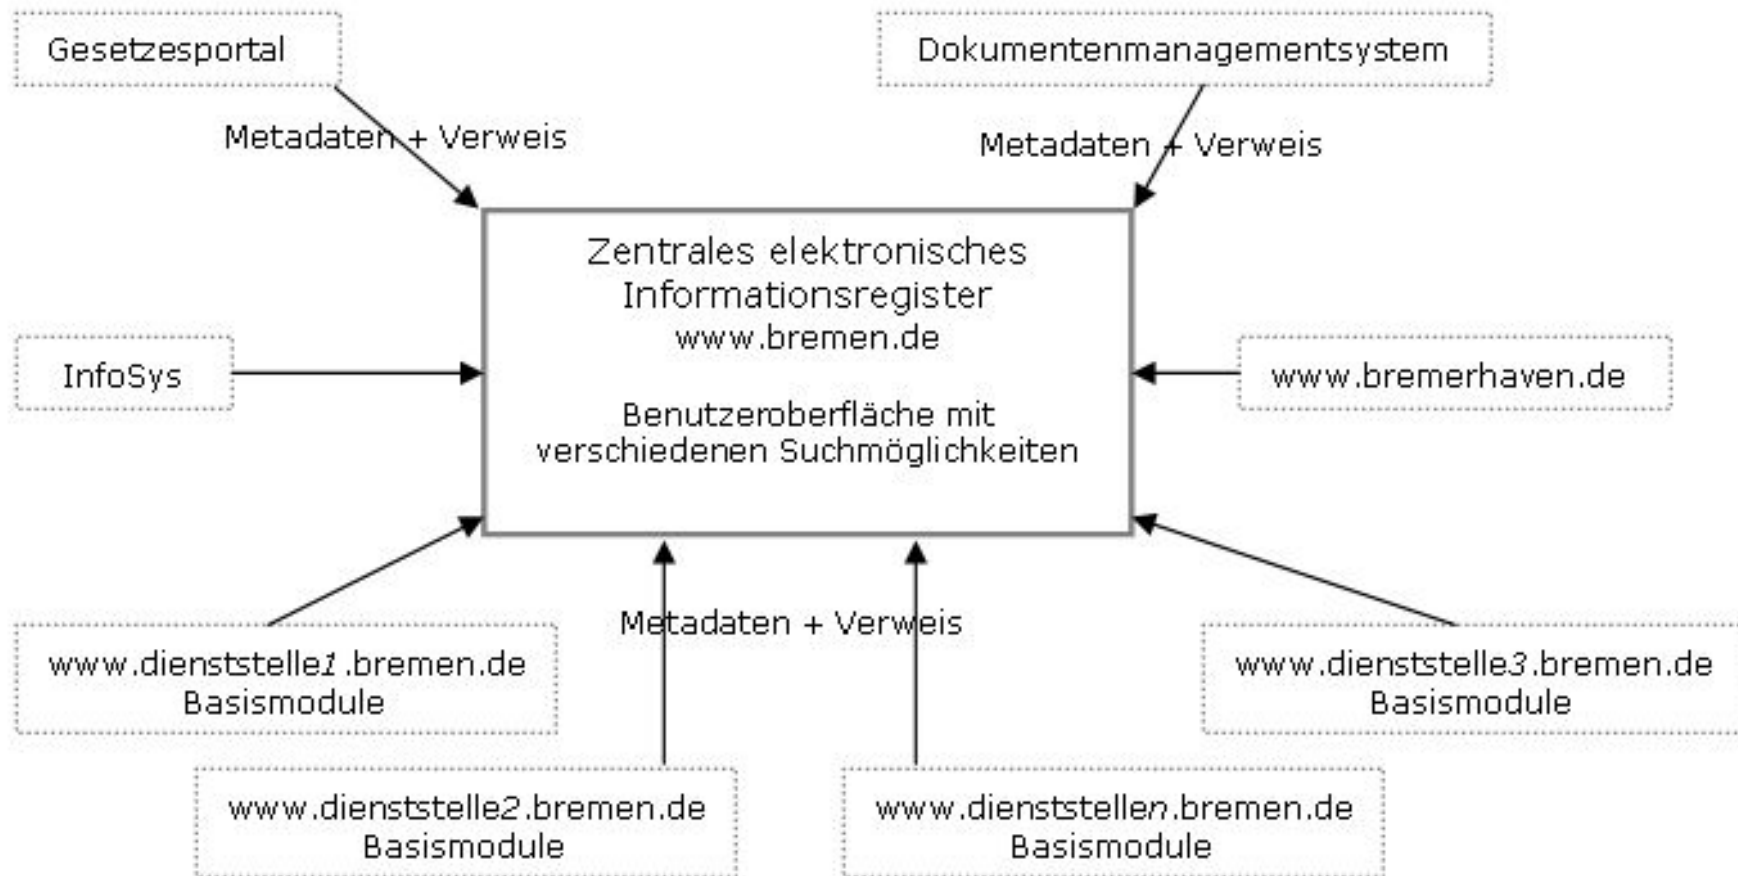 Gesetzesportal
Dokumentenmanagementsystem
Metadaten + Verweis
Metadaten + Verweis
Zentrales elektronisches
Informationsregister
www.bremen.de
Benutzeroberfläche mit
verschiedenen Suchmöglichkeiten
InfoSys
www.bremerhaven.de
Metadaten + Verweis
www.dienststelle1.bremen.de
Basismodule
www.dienststelle3.bremen.de
Basismodule
www.dienststelle2.bremen.de
Basismodule
www.dienststellen.bremen.de
Basismodule